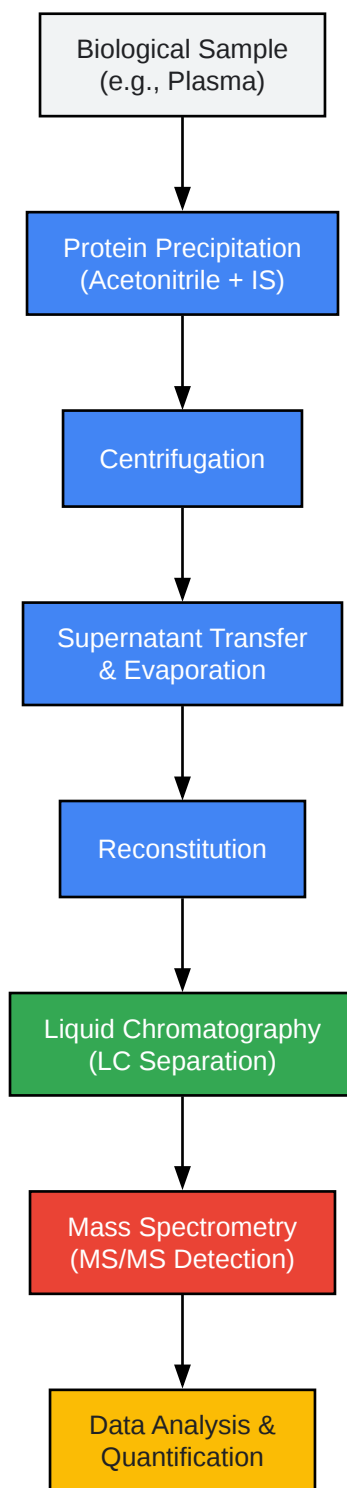 Biological Sample
(e.g., Plasma)
Protein Precipitation
(Acetonitrile + IS)
Centrifugation
Supernatant Transfer
& Evaporation
Reconstitution
Liquid Chromatography
(LC Separation)
Mass Spectrometry
(MS/MS Detection)
Data Analysis &
Quantification